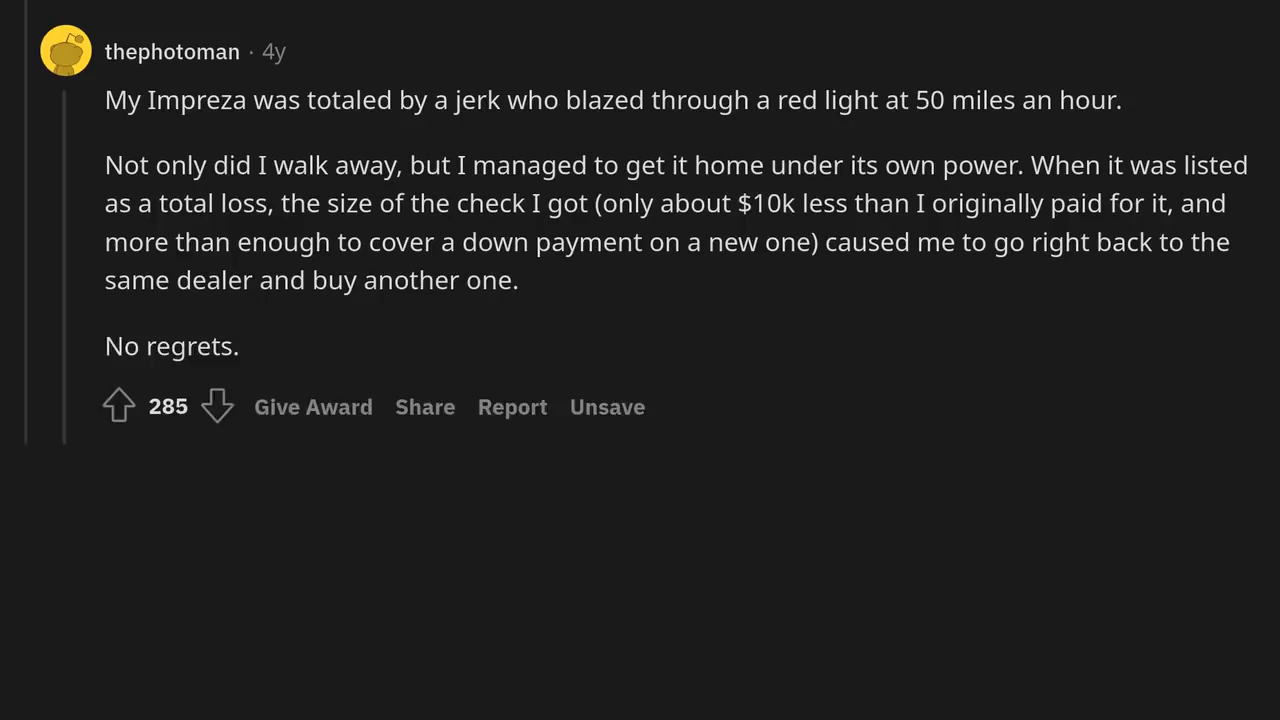 thephotoman · 4y
My Impreza was totaled by a jerk who blazed through a red light at 50 miles an hour.
Not only did I walk away, but I managed to get it home under its own power. When it was listed
as a total loss, the size of the check I got (only about $10k less than I originally paid for it, and
more than enough to cover a down payment on a new one) caused me to go right back to the
same dealer and buy another one.
No regrets.
285 Give Award Share Report Unsave